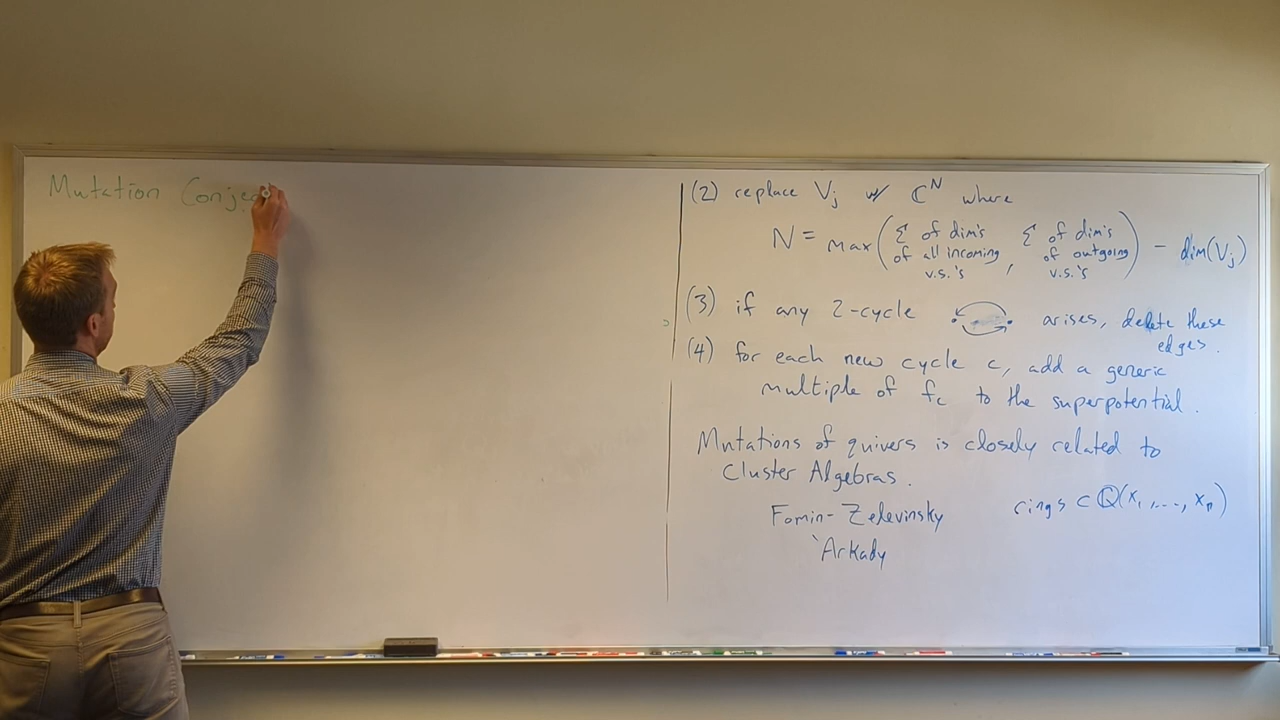 Mutation Conjec
(2) replace Vj w/ ℂ^N where
N = max(Σ of dim's of all incoming v.s.'s, Σ of dim's of outgoing v.s.'s) - dim(Vj)
(3) if any 2-cycle arises, delete these
edges.
(4) for each new cycle c, add a generic
multiple of f_c to the superpotential.
Mutations of quivers is closely related to
Cluster Algebras.
Fomin-Zelevinsky rings ⊂ ℚ(x₁,...,xₙ)
Arkady